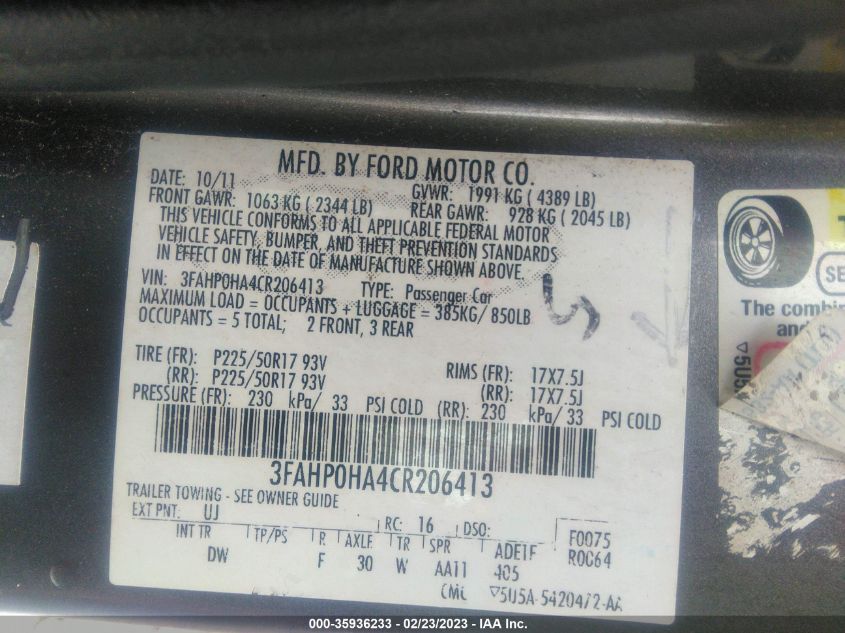 MFD. BY FORD MOTOR CO.
DATE: 10/11 GVWR: 1991 KG ( 4389 LB)
FRONT GAWR: 1063 KG ( 2344 LB) REAR GAWR: 928 KG ( 2045 LB)
THIS VEHICLE CONFORMS TO ALL APPLICABLE FEDERAL MOTOR
VEHICLE SAFETY, BUMPER, AND THEFT PREVENTION STANDARDS
IN EFFECT ON THE DATE OF MANUFACTURE SHOWN ABOVE.
VIN: 3FAHP0HA4CR206413 TYPE: Passenger Car
MAXIMUM LOAD = OCCUPANTS + LUGGAGE = 385KG/ 850LB
OCCUPANTS = 5 TOTAL; 2 FRONT, 3 REAR
TIRE (FR): P225/50R17 93V RIMS (FR): 17X7.5J
(RR): P225/50R17 93V (RR): 17X7.5J
PRESSURE (FR): 230 kPa/ 33 PSI COLD (RR): 230 kPa/ 33 PSI COLD
3FAHP0HA4CR206413
TRAILER TOWING - SEE OWNER GUIDE
EXT PNT: UJ RC: 16 DSO: F0075
INT TR TP/PS R AXLE TR SPR ADE1F R0064
DW F 30 W AA11 405
▽5U5A-5420472-AA
The combi
and
▽5U5
000-35936233 - 02/23/2023 - IAA Inc.